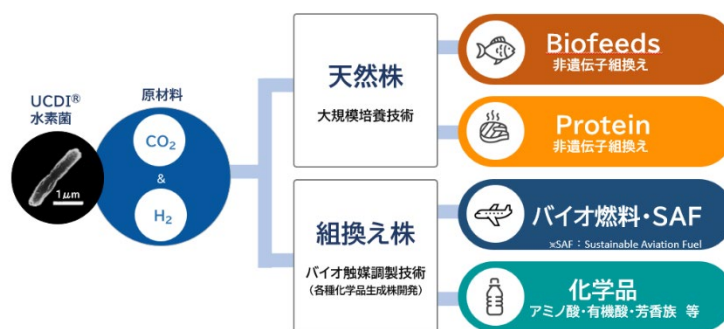 UCDI®
水素菌
1μm
原材料
CO₂
&
H₂
天然株
大規模培養技術
組換え株
バイオ触媒調製技術
(各種化学品生成株開発)
Biofeeds
非遺伝子組換え
Protein
非遺伝子組換え
バイオ燃料・SAF
※SAF：Sustainable Aviation Fuel
化学品
アミノ酸・有機酸・芳香族 等